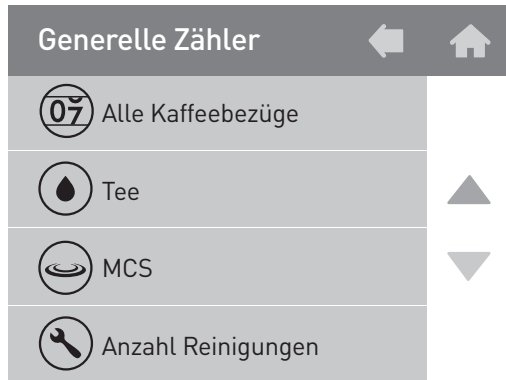 Generelle Zähler
07 Alle Kaffeebezüge
Tee
MCS
Anzahl Reinigungen